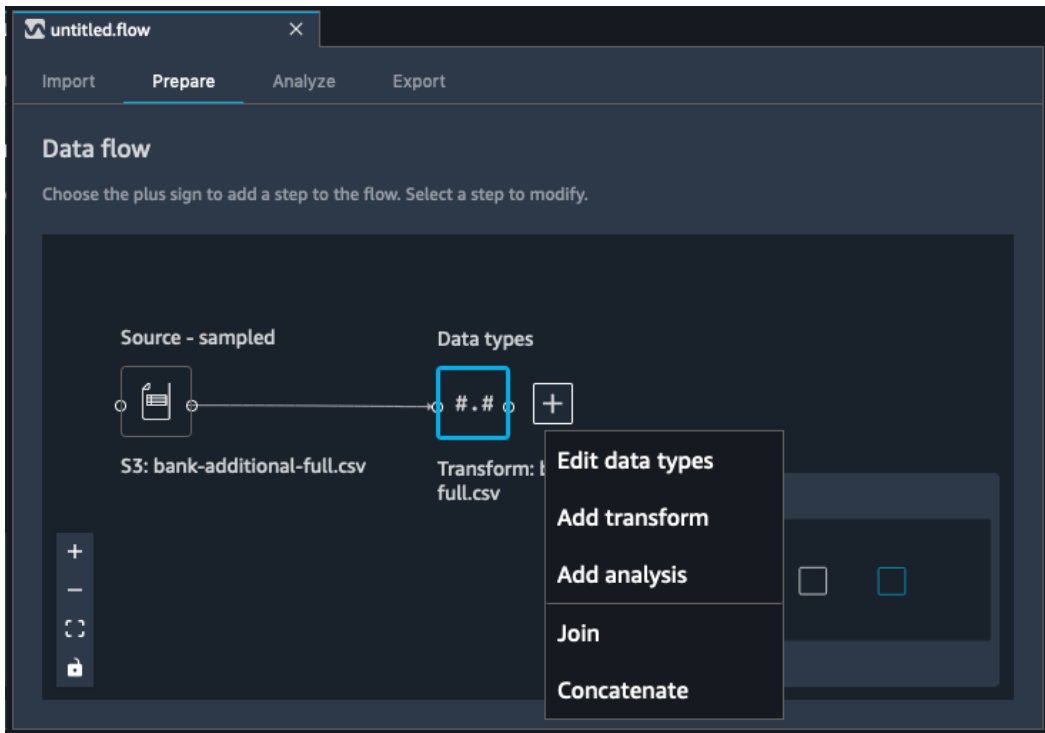 untitled.flow
Import Prepare Analyze Export
Data flow
Choose the plus sign to add a step to the flow. Select a step to modify.
Source - sampled
Data types
#.#
S3: bank-additional-full.csv
Transform:
full.csv
Edit data types
Add transform
Add analysis
Join
Concatenate